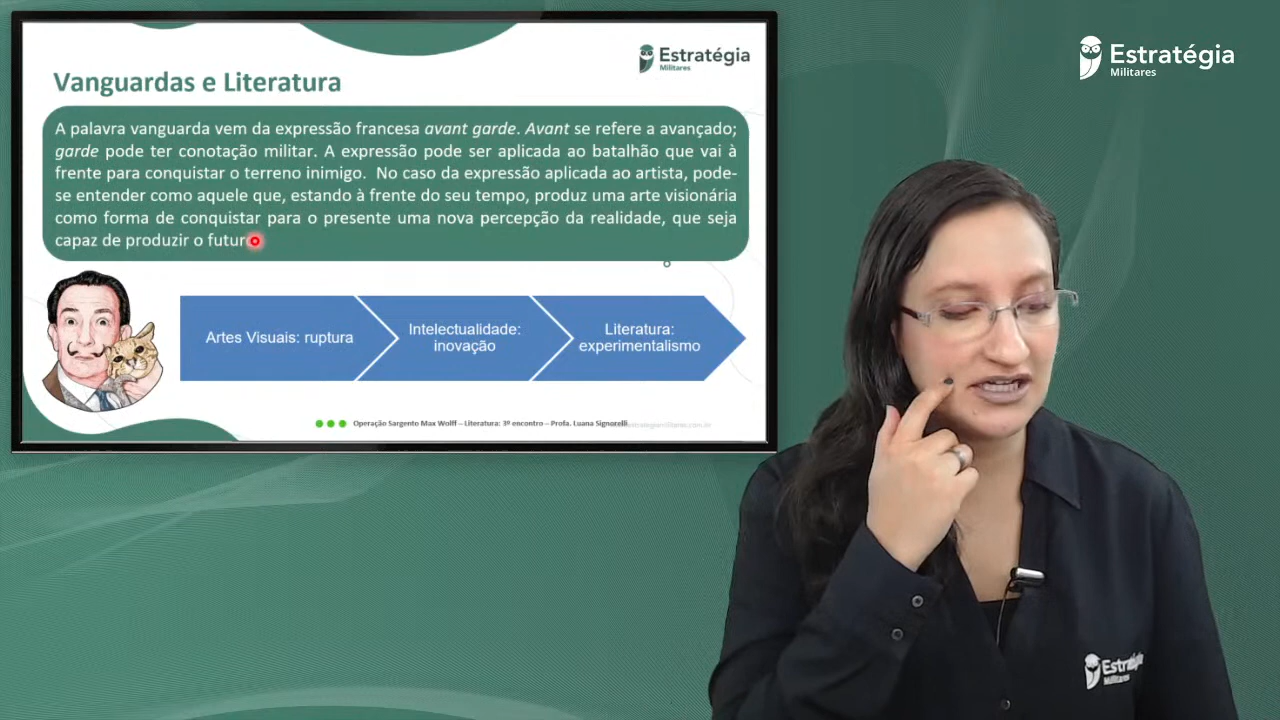 Estratégia
Militares
Vanguardas e Literatura
A palavra vanguarda vem da expressão francesa avant garde. Avant se refere a avançado;
garde pode ter conotação militar. A expressão pode ser aplicada ao batalhão que vai à
frente para conquistar o terreno inimigo. No caso da expressão aplicada ao artista, pode-
se entender como aquele que, estando à frente do seu tempo, produz uma arte visionária
como forma de conquistar para o presente uma nova percepção da realidade, que seja
capaz de produzir o futuro
Artes Visuais: ruptura
Intelectualidade:
inovação
Literatura:
experimentalismo
Operação Sargento Max Wolff – Literatura: 3º encontro – Profa. Luana Signorelli
Estratégia
Militares
Estratégia
Militares